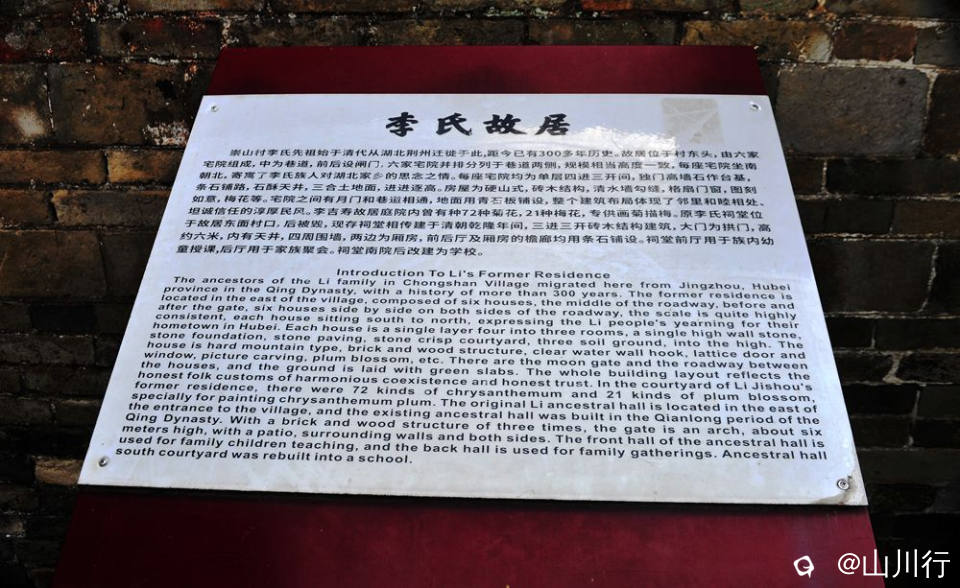 李氏故居
崇山村李氏先祖始于清代从湖北荆州迁徙于此,距今已有300多年历史。故居位于村东头,由六家
宅院组成,中为巷道,前后设闸门,六家宅院并排分列于巷道两侧,规模相当高度一致,每座宅院坐南
朝北,寄寓了李氏族人对湖北家乡的思念之情。每座宅院均为单层四进三开间,独门高墙石作台基,
条石铺路,石酥天井,三合土地面,进进逐高。房屋为硬山式,砖木结构,清水墙勾缝,格扇门窗,图刻
如意,梅花等。宅院之间有月门和巷道相通,地面用青石板铺设,整个建筑布局体现了邻里和睦相处、
坦诚信任的淳厚民风。李吉寿故居庭院内曾有种72种菊花,21种梅花,专供画菊描梅。原李氏祠堂位
于故居东面村口,后被毁,现存祠堂相传建于清朝乾隆年间,三进三开砖木结构建筑,大门为拱门,高
约六米,内有天井,四周围墙,两边为厢房,前后厅及厢房的檐廊均用条石铺设。祠堂前厅用于族内幼
童授课,后厅用于家族聚会。祠堂南院后改建为学校。
Introduction To Li's Former Residence
The ancestors of the Li family in Chongshan Village migrated here from Jingzhou, Hubei
province in the Qing Dynasty, with a history of more than 300 years. The former residence is
located in the east of the village, composed of six houses, the middle of the roadway, before and
after the gate, six houses side by side on both sides of the roadway, the scale is quite highly
consistent, each house sitting south to north, expressing the Li people's yearning for their
hometown in Hubei. Each house is a single layer four into three rooms, a single high wall stone,
stone foundation, stone paving, stone crisp courtyard, three soil ground, into the high. The
house is hard mountain type, brick and wood structure, clear water wall hook, lattice door and
window, picture carving, plum blossom, etc. There are the moon gate and the roadway between
the houses, and the ground is laid with green slabs. The whole building layout reflects the
honest folk customs of harmonious coexistence and honest trust. In the courtyard of Li Jishou's
former residence, there were 72 kinds of chrysanthemum and 21 kinds of plum blossom,
specially for painting chrysanthemum plum. The original Li ancestral hall is located in the east of
the entrance to the village, and the existing ancestral hall was built in the Qianlong period of the
Qing Dynasty. With a brick and wood structure of three times, the gate is an arch, about six
meters high, with a patio, surrounding walls and both sides. The front hall of the ancestral hall is
used for family children teaching, and the back hall is used for family gatherings. Ancestral hall
south courtyard was rebuilt into a school.
@山川行